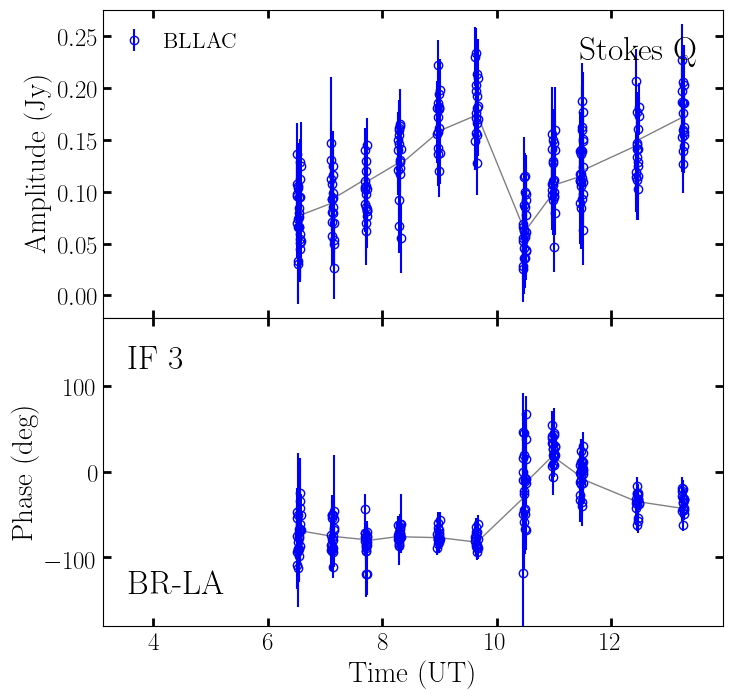 BLLAC
Stokes Q
Amplitude (Jy)
0.25
0.20
0.15
0.10
0.05
0.00
IF 3
Phase (deg)
100
0
−100
BR-LA
4 6 8 10 12
Time (UT)